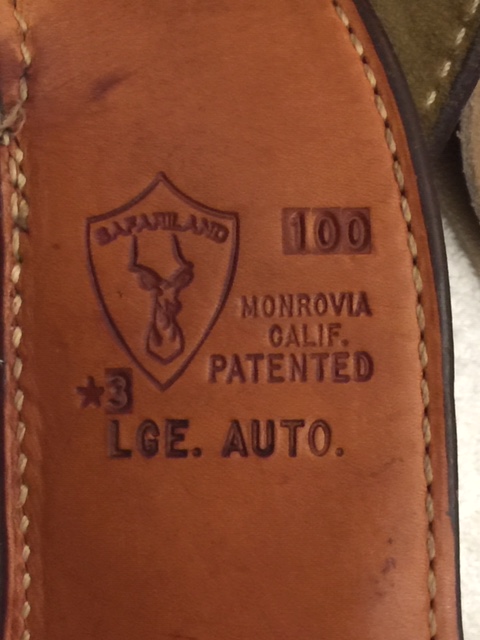 SAFARILAND
100
MONROVIA
CALIF.
PATENTED
★3
LGE. AUTO.